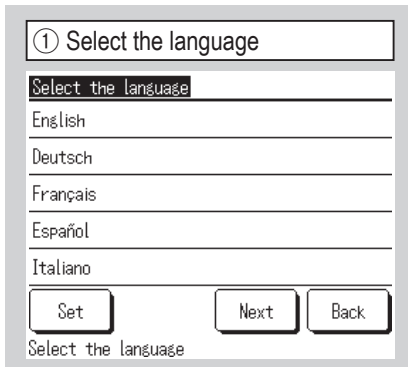 ① Select the language
Select the language
English
Deutsch
Français
Español
Italiano
Set Next Back
Select the language